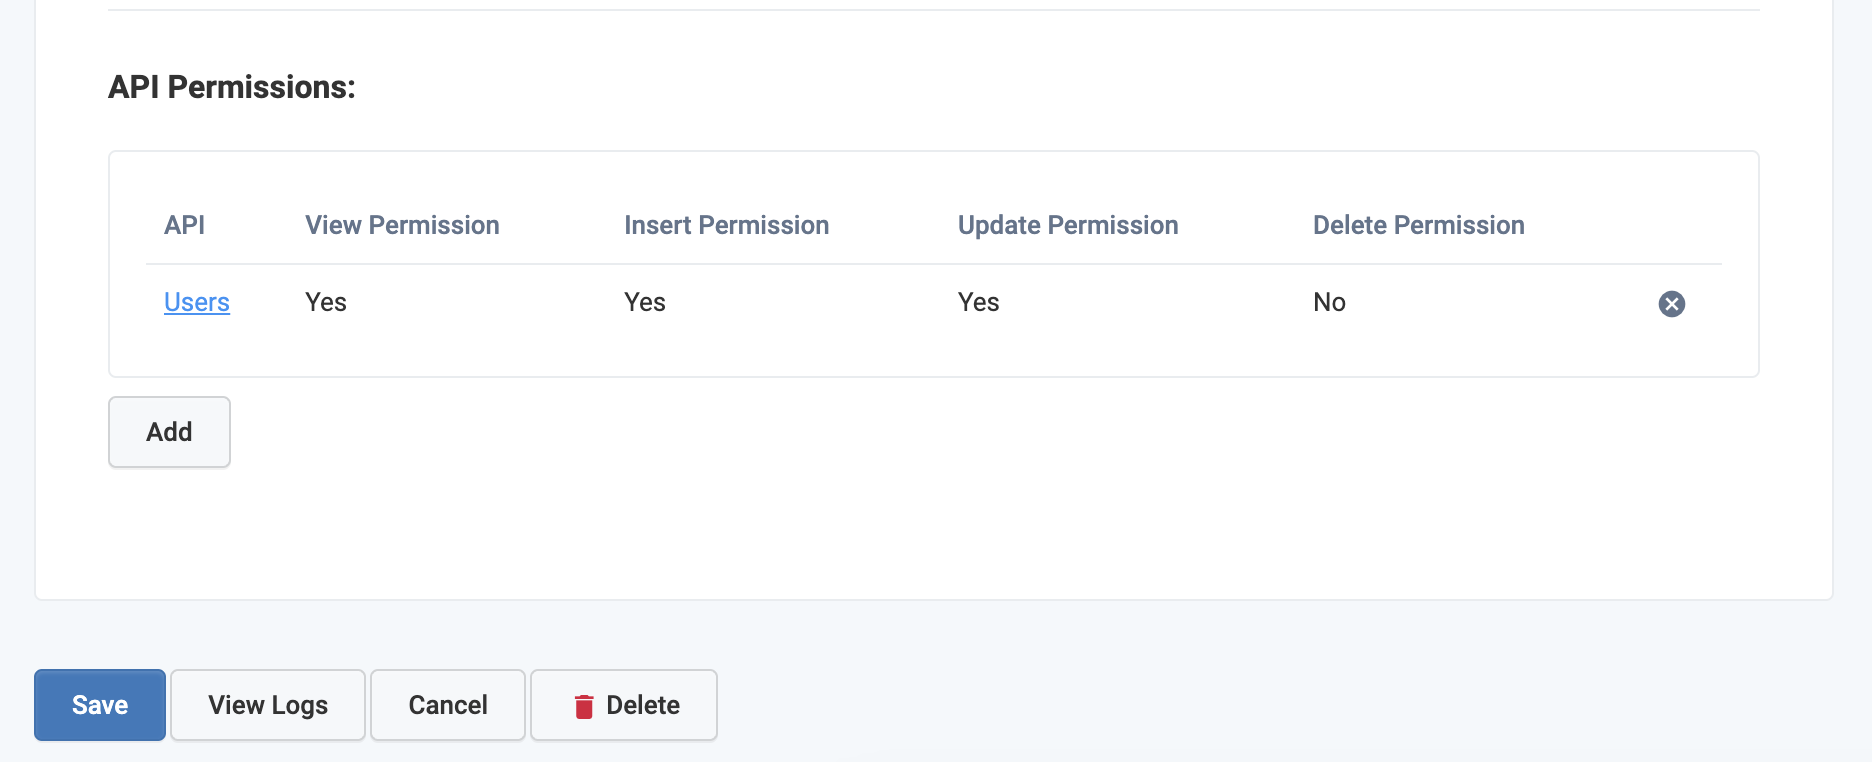 API Permissions:
API View Permission Insert Permission Update Permission Delete Permission
Users Yes Yes Yes No
Add
Save View Logs Cancel Delete